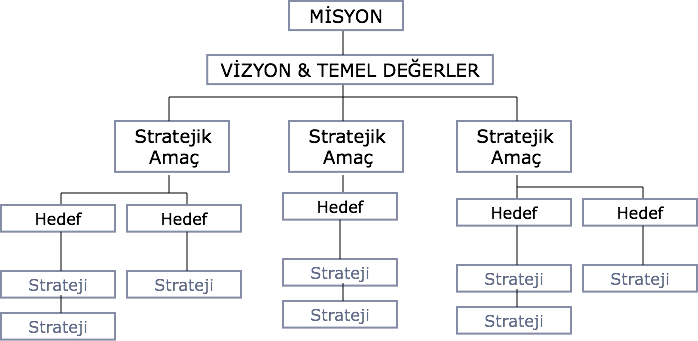 MİSYON
VİZYON & TEMEL DEĞERLER
Stratejik
Amaç
Stratejik
Amaç
Stratejik
Amaç
Hedef
Hedef
Hedef
Hedef
Hedef
Strateji
Strateji
Strateji
Strateji
Strateji
Strateji
Strateji
Strateji